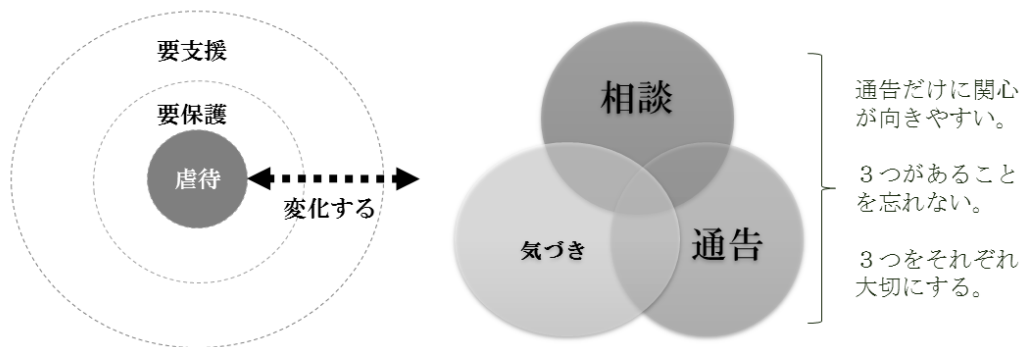 要支援
要保護
虐待
変化する
相談
気づき
通告
通告だけに関心
が向きやすい。
３つがあること
を忘れない。
３つをそれぞれ
大切にする。